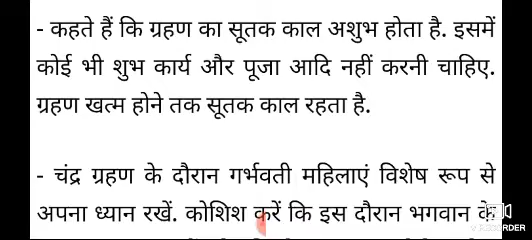 - कहते हैं कि ग्रहण का सूतक काल अशुभ होता है. इसमें
कोई भी शुभ कार्य और पूजा आदि नहीं करनी चाहिए.
ग्रहण खत्म होने तक सूतक काल रहता है.
- चंद्र ग्रहण के दौरान गर्भवती महिलाएं विशेष रूप से
अपना ध्यान रखें. कोशिश करें कि इस दौरान भगवान के
RECORDER